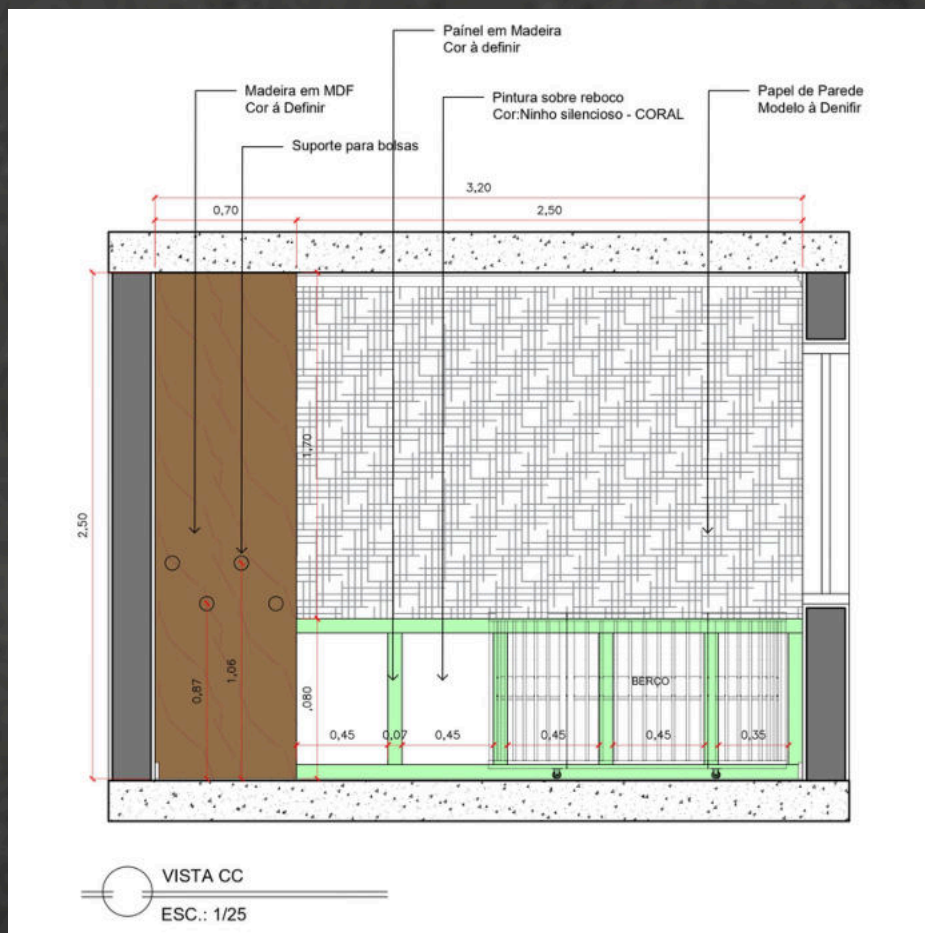 Paínel em Madeira
Cor à definir
Madeira em MDF
Cor á Definir
Pintura sobre reboco
Cor:Ninho silencioso - CORAL
Papel de Parede
Modelo à Denifir
Suporte para bolsas
3,20
0,70
2,50
1,70
2,50
1,06
0,87
,080
BERÇO
0,45
0,07
0,45
0,45
0,45
0,35
VISTA CC
ESC.: 1/25